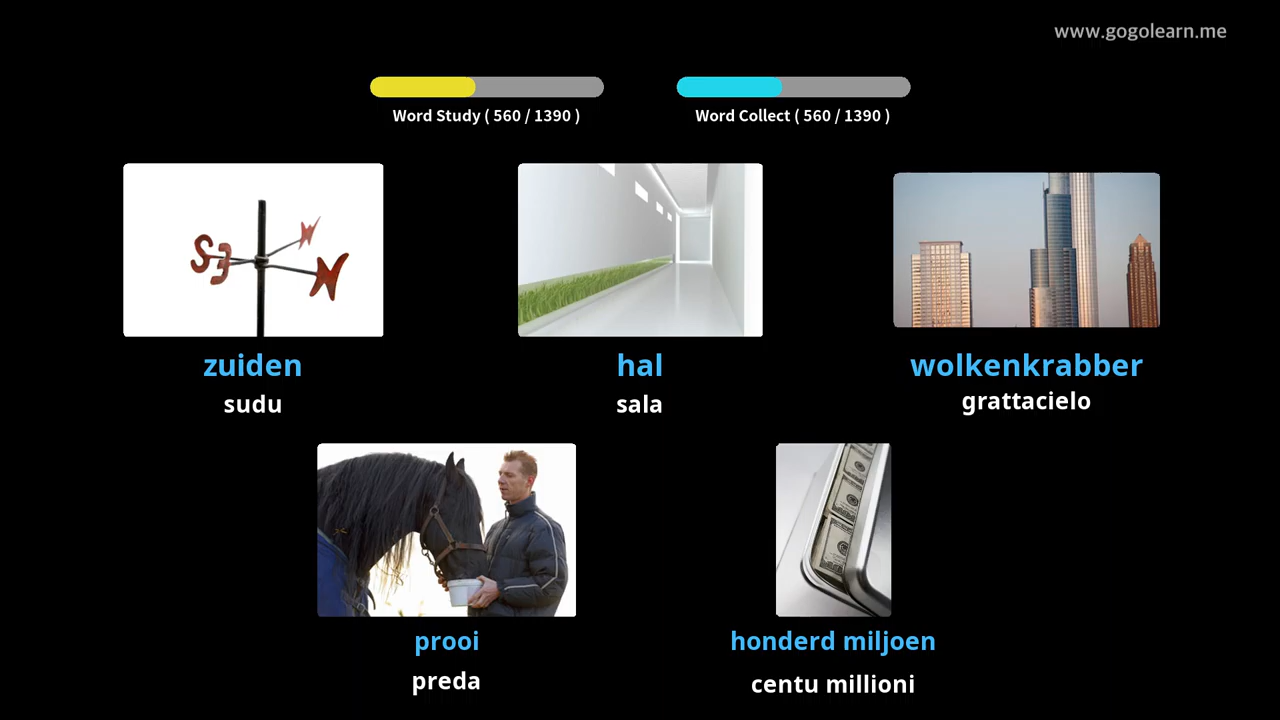 www.gogolearn.me
Word Study ( 560 / 1390 )
Word Collect ( 560 / 1390 )
S E N N
zuiden
hal
wolkenkrabber
sudu
sala
grattacielo
prooi
honderd miljoen
preda
centu millioni